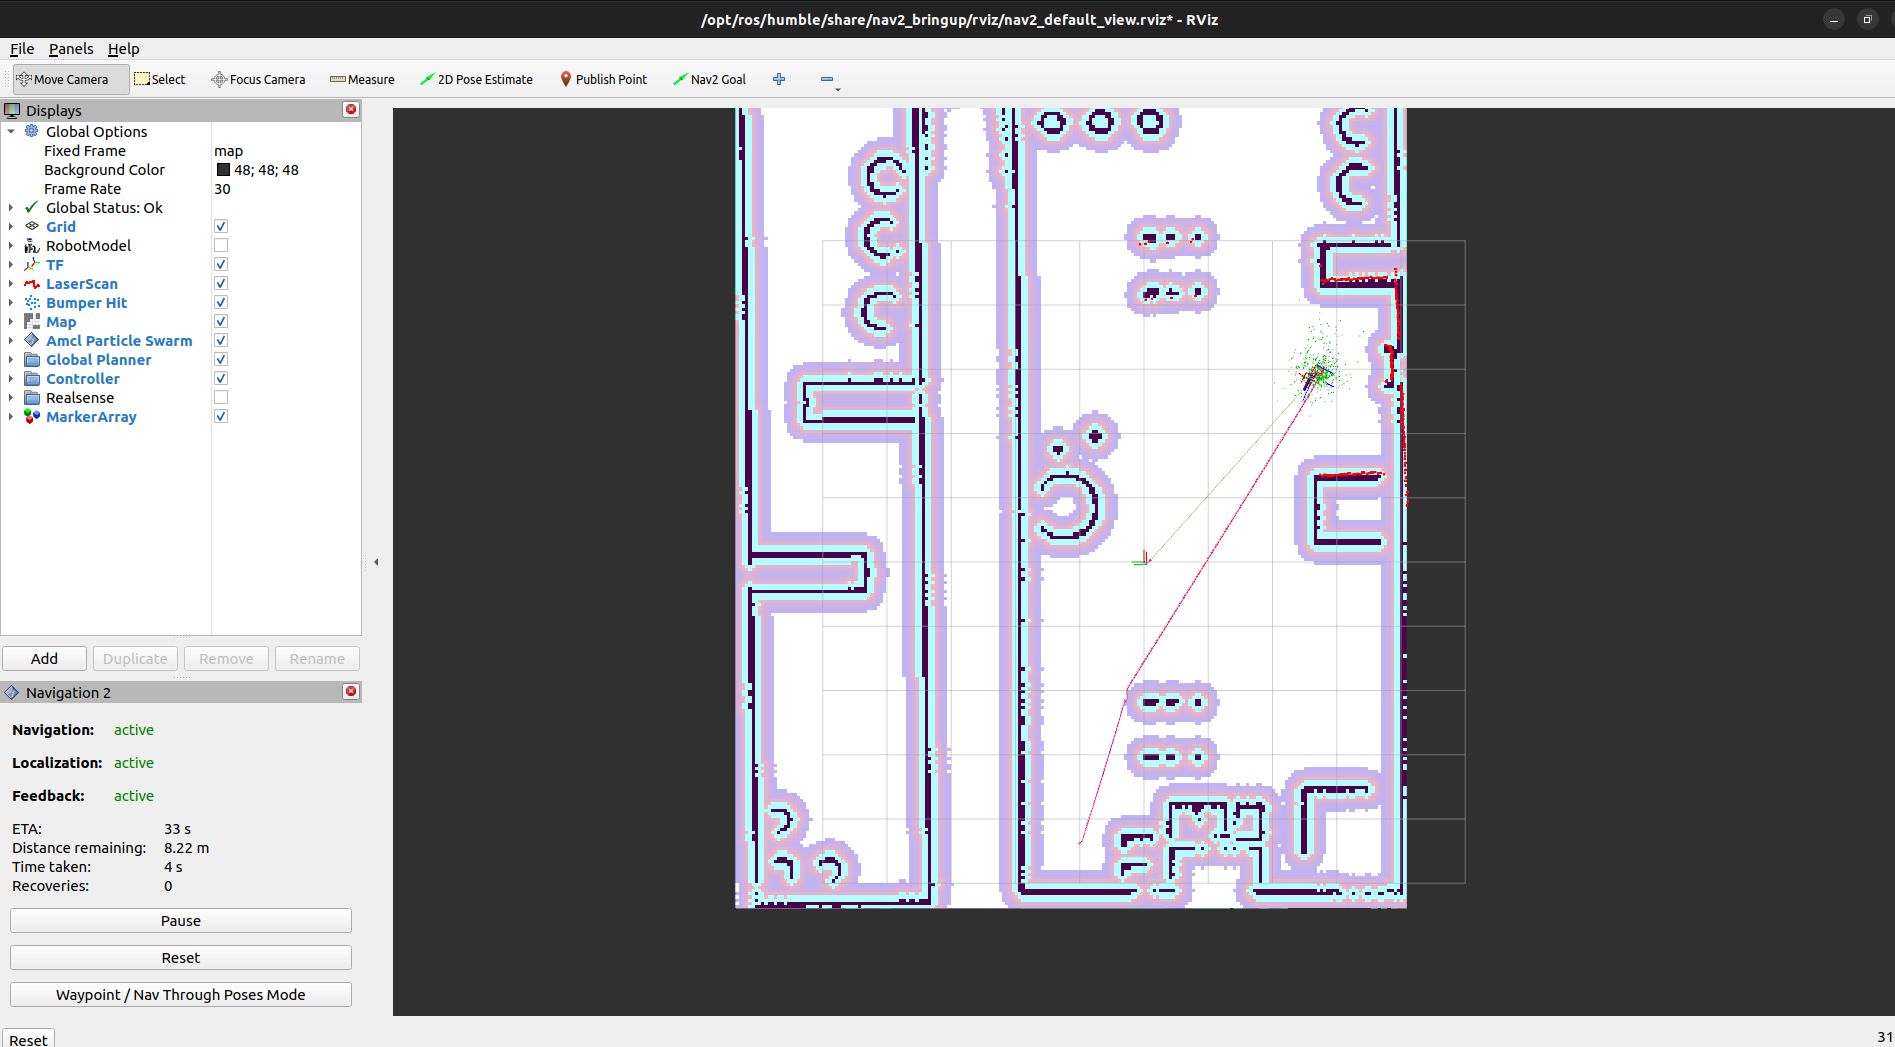 /opt/ros/humble/share/nav2_bringup/rviz/nav2_default_view.rviz* - RViz
File Panels Help
Move Camera Select Focus Camera Measure 2D Pose Estimate Publish Point Nav2 Goal
Displays
Global Options
Fixed Frame map
Background Color 48; 48; 48
Frame Rate 30
Global Status: Ok
Grid
RobotModel
TF
LaserScan
Bumper Hit
Map
Amcl Particle Swarm
Global Planner
Controller
Realsense
MarkerArray
Add Duplicate Remove Rename
Navigation 2
Navigation: active
Localization: active
Feedback: active
ETA: 33 s
Distance remaining: 8.22 m
Time taken: 4 s
Recoveries: 0
Pause
Reset
Waypoint / Nav Through Poses Mode
Reset
31